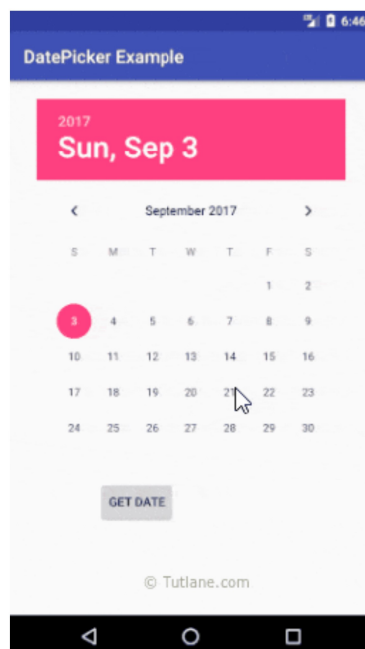 6:46
DatePicker Example
2017
Sun, Sep 3
September 2017
S M T W T F S
1 2
3 4 5 6 7 8 9
10 11 12 13 14 15 16
17 18 19 20 21 22 23
24 25 26 27 28 29 30
GET DATE
© Tutlane.com